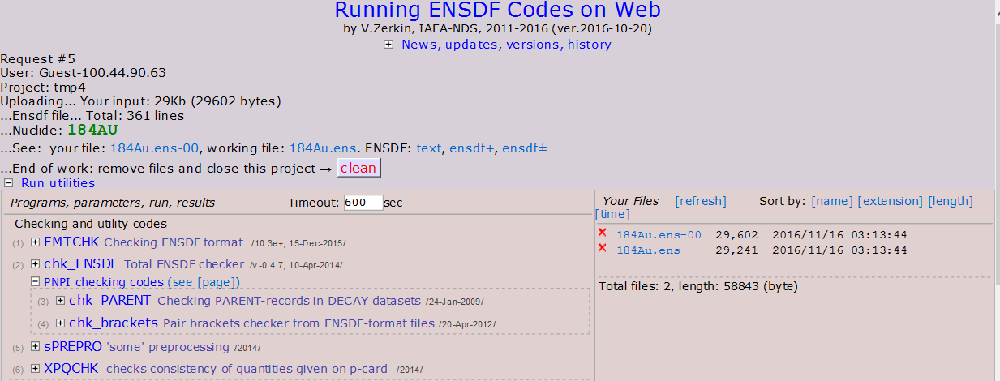 Running ENSDF Codes on Web
by V.Zerkin, IAEA-NDS, 2011-2016 (ver.2016-10-20)
News, updates, versions, history
Request #5
User: Guest-100.44.90.63
Project: tmp4
Uploading... Your input: 29Kb (29602 bytes)
...Ensdf file... Total: 361 lines
...Nuclide: 184AU
...See: your file: 184Au.ens-00, working file: 184Au.ens. ENSDF: text, ensdf+, ensdf±
...End of work: remove files and close this project → clean
Run utilities
Programs, parameters, run, results Timeout: 600 sec
Checking and utility codes
(1) FMTCHK Checking ENSDF format /10.3e+, 15-Dec-2015/
(2) chk_ENSDF Total ENSDF checker /v-0.4.7, 10-Apr-2014/
PNPI checking codes (see [page])
(3) chk_PARENT Checking PARENT-records in DECAY datasets /24-Jan-2009/
(4) chk_brackets Pair brackets checker from ENSDF-format files /20-Apr-2012/
(5) sPREPRO 'some' preprocessing /2014/
(6) XPQCHK checks consistency of quantities given on p-card /2014/
Your Files [refresh] Sort by: [name] [extension] [length]
[time]
184Au.ens-00 29,602 2016/11/16 03:13:44
184Au.ens 29,241 2016/11/16 03:13:44
Total files: 2, length: 58843 (byte)